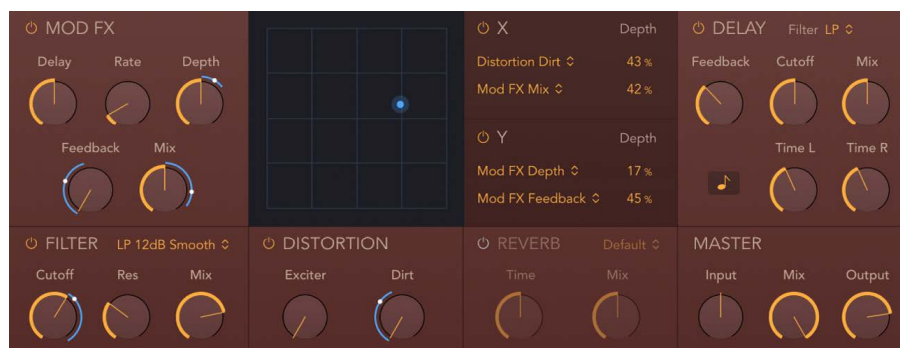 MOD FX
Delay Rate Depth
Feedback Mix
X Depth
Distortion Dirt 43 %
Mod FX Mix 42 %
Y Depth
Mod FX Depth 17 %
Mod FX Feedback 45 %
DELAY Filter LP
Feedback Cutoff Mix
Time L Time R
FILTER LP 12dB Smooth
Cutoff Res Mix
DISTORTION
Exciter Dirt
REVERB Default
Time Mix
MASTER
Input Mix Output